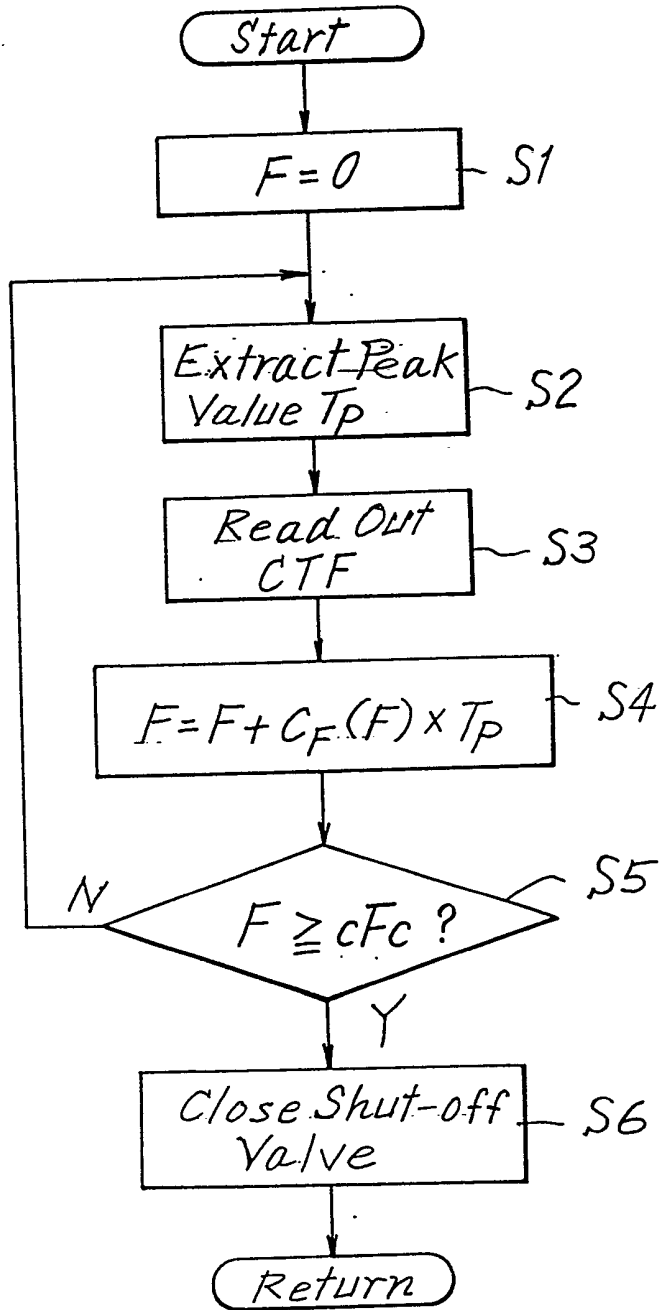 Start
F = 0
S1
Extract Peak
Value Tp
S2
Read Out
CTF
S3
F = F + CF (F) × Tp
S4
F ≧ cFc ?
S5
N
Y
Close Shut-off
Valve
S6
Return